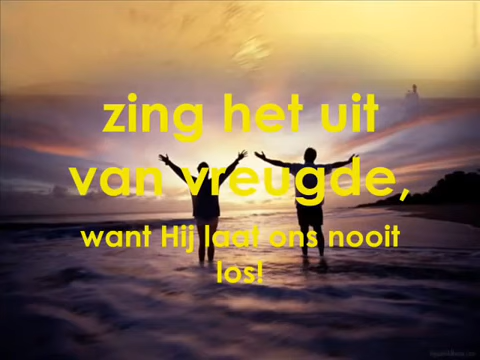 zing het uit
van vreugde,
want Hij laat ons nooit
los!